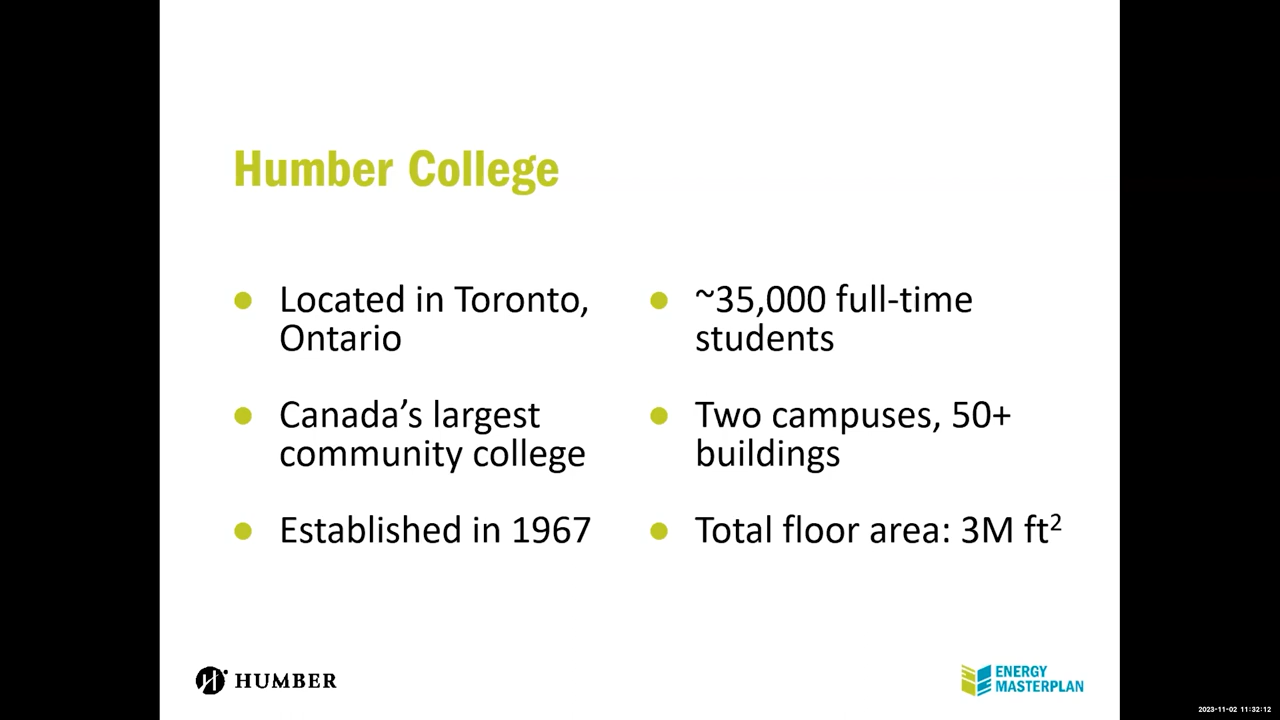 Humber College
Located in Toronto,
Ontario
Canada’s largest
community college
Established in 1967
~35,000 full-time
students
Two campuses, 50+
buildings
Total floor area: 3M ft²
HUMBER
ENERGY
MASTERPLAN
2023-11-02 11:32:12